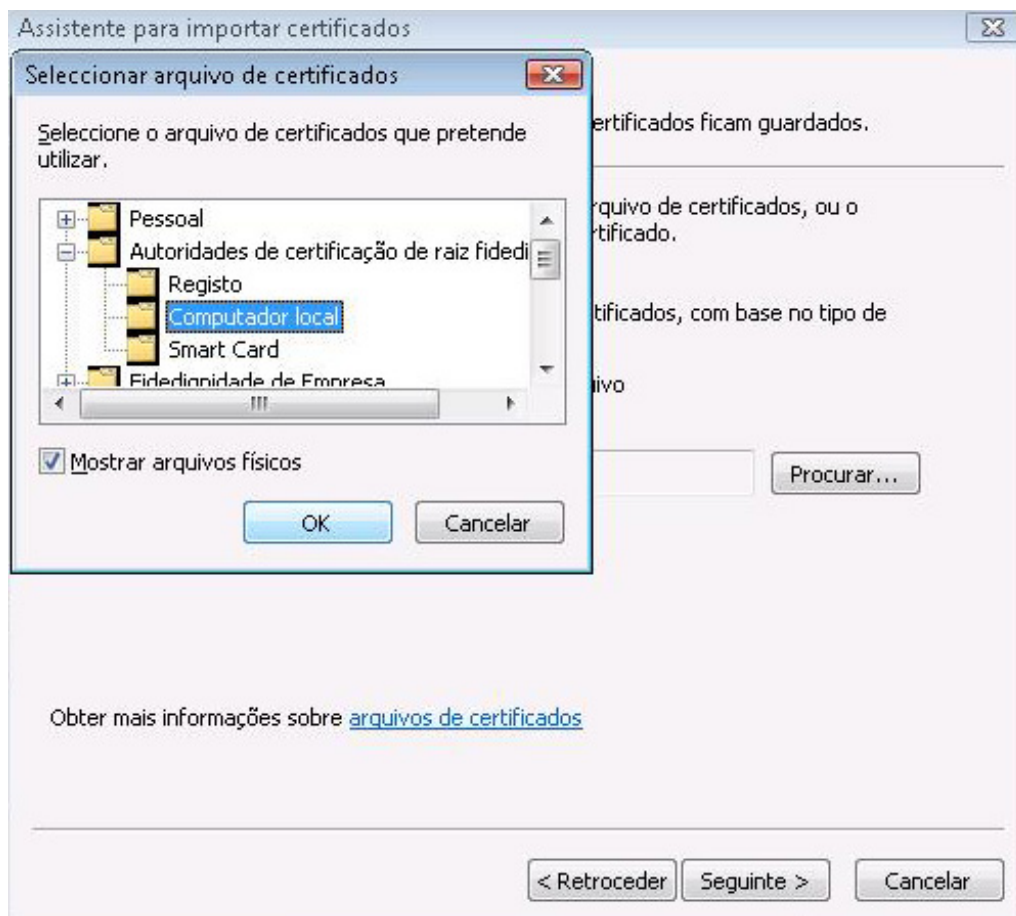 Assistente para importar certificados
Seleccionar arquivo de certificados
Seleccione o arquivo de certificados que pretende
utilizar.
Pessoal
Autoridades de certificação de raiz fidedi
Registo
Computador local
Smart Card
Fidedignidade de Empresa
Mostrar arquivos físicos
OK
Cancelar
ertificados ficam guardados.
rquivo de certificados, ou o
rtificado.
tificados, com base no tipo de
ivo
Procurar...
Obter mais informações sobre arquivos de certificados
< Retroceder
Seguinte >
Cancelar